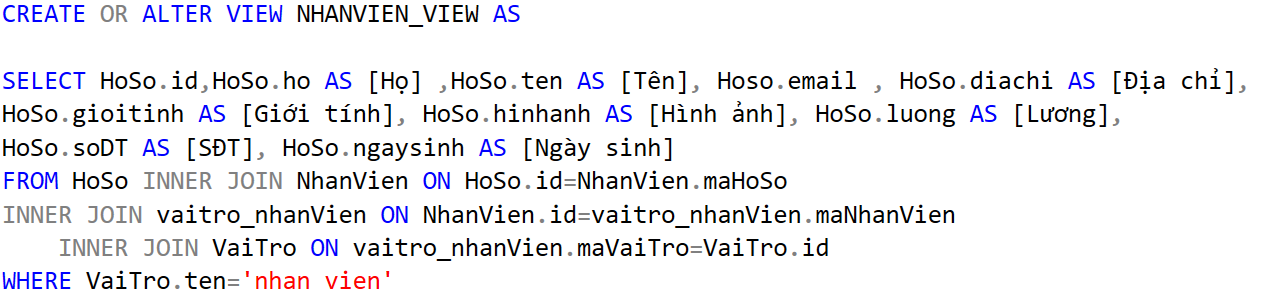 CREATE OR ALTER VIEW NHANVIEN_VIEW AS
SELECT HoSo.id,HoSo.ho AS [Họ] ,HoSo.ten AS [Tên], Hoso.email , HoSo.diachi AS [Địa chỉ],
HoSo.gioitinh AS [Giới tính], HoSo.hinhanh AS [Hình ảnh], HoSo.luong AS [Lương],
HoSo.soDT AS [SĐT], HoSo.ngaysinh AS [Ngày sinh]
FROM HoSo INNER JOIN NhanVien ON HoSo.id=NhanVien.maHoSo
INNER JOIN vaitro_nhanVien ON NhanVien.id=vaitro_nhanVien.maNhanVien
    INNER JOIN VaiTro ON vaitro_nhanVien.maVaiTro=VaiTro.id
WHERE VaiTro.ten='nhan vien'